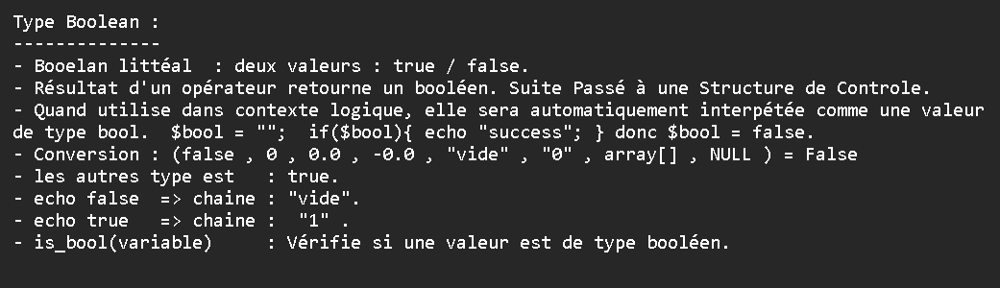 Type Boolean :
--------------
- Booelan littéal  : deux valeurs : true / false.
- Résultat d'un opérateur retourne un booléen. Suite Passé à une Structure de Controle.
- Quand utilise dans contexte logique, elle sera automatiquement interpétée comme une valeur
de type bool.  $bool = "";  if($bool){ echo "success"; } donc $bool = false.
- Conversion : (false , 0 , 0.0 , -0.0 , "vide" , "0" , array[] , NULL ) = False
- les autres type est   : true.
- echo false  => chaine : "vide".
- echo true   => chaine :  "1" .
- is_bool(variable)     : Vérifie si une valeur est de type booléen.